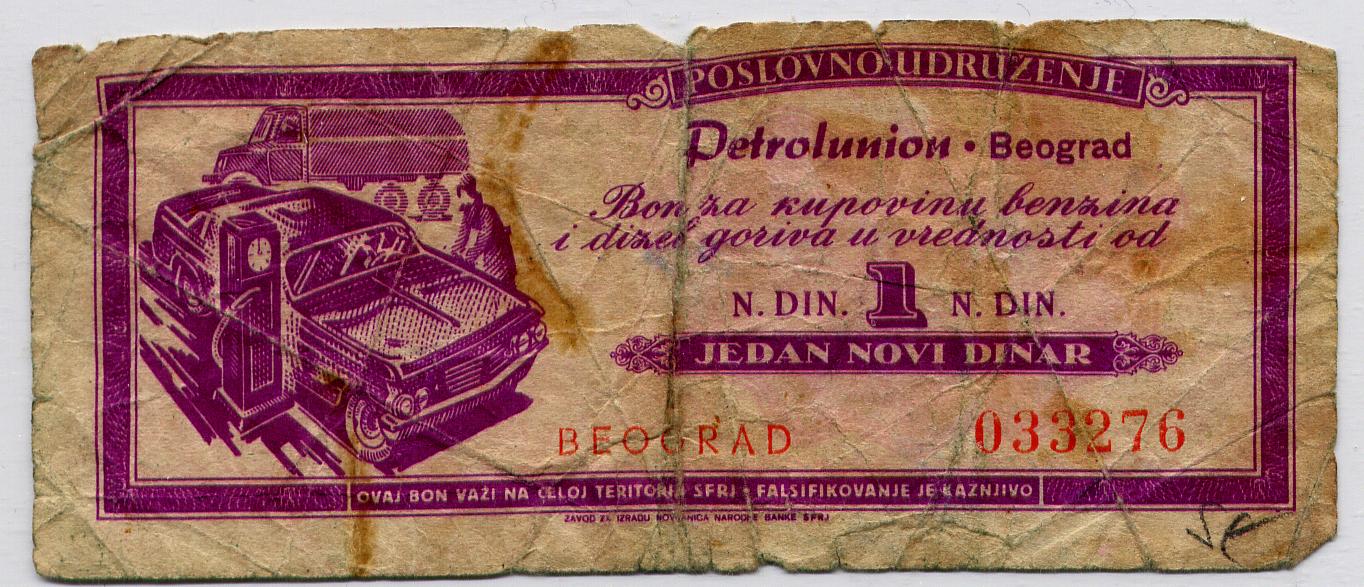 POSLOVNO UDRUŽENJE
Petrolunion • Beograd
Bon za kupovinu benzina
i dizel goriva u vrednosti od
N. DIN. 1 N. DIN.
JEDAN NOVI DINAR
BEOGRAD 033276
OVAJ BON VAŽI NA CELOJ TERITORIJI SFRJ - FALSIFIKOVANJE JE KAŽNJIVO
ZAVOD ZA IZRADU NOVČANICA NARODNE BANKE SFRJ